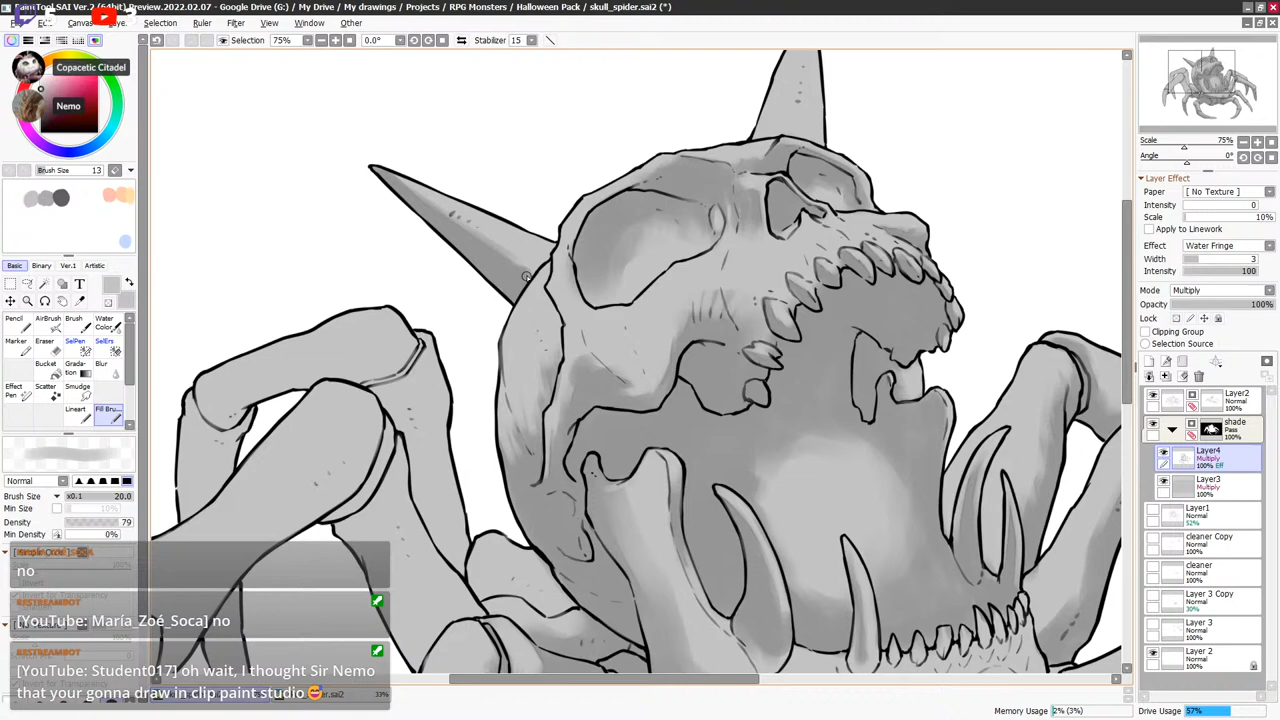 PaintTool SAI Ver.2 (64bit) Preview.2022.02.07 - Google Drive (G:) / My Drive / My drawings / Projects / RPG Monsters / Halloween Pack / skull_spider.sai2 (*)
Canvas Layer Selection Ruler Filter View Window Other
Selection 75% 0.0° Stabilizer 15
Copacetic Citadel
Nemo
Brush Size 13
Basic Binary Ver.1 Artistic
Pencil AirBrush Brush Water Color
Marker Eraser SelPen SelErs
Bucket Gradation Blur
Effect Pen Scatter Smudge
Lineart Fill Bru...
Normal
Brush Size x0.1 20.0
Min Size 10%
Density 79
Min Density 0%
no
RESTREAMBOT
[YouTube: María_Zoé_Soca] no
RESTREAMBOT
[YouTube: Student017] oh wait, I thought Sir Nemo
that your gonna draw in clip paint studio
33%
Scale 75%
Angle 0°
Layer Effect
Paper [ No Texture ]
Intensity 0
Scale 10%
Apply to Linework
Effect Water Fringe
Width 3
Intensity 100
Mode Multiply
Opacity 100%
Lock
Clipping Group
Selection Source
Layer2
Normal
100%
shade
Pass
100%
Layer4
Multiply
100% Eff
Layer3
Multiply
100%
Layer1
Normal
52%
cleaner Copy
Normal
100%
cleaner
Normal
100%
Layer 3 Copy
Normal
30%
Layer 3
Normal
100%
Layer 2
Normal
100%
Memory Usage 2% (3%) Drive Usage 57%